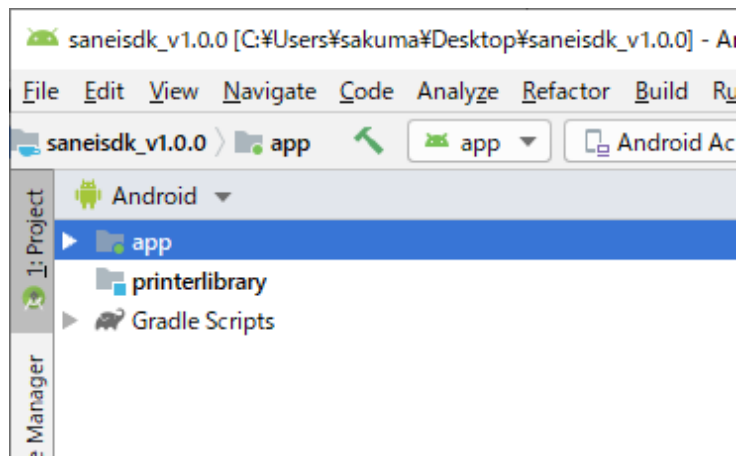 saneisdk_v1.0.0 [C:¥Users¥sakuma¥Desktop¥saneisdk_v1.0.0] - A
File Edit View Navigate Code Analyze Refactor Build Ru
saneisdk_v1.0.0 app app Android Ac
1: Project
Android
app
printerlibrary
Gradle Scripts
Manager